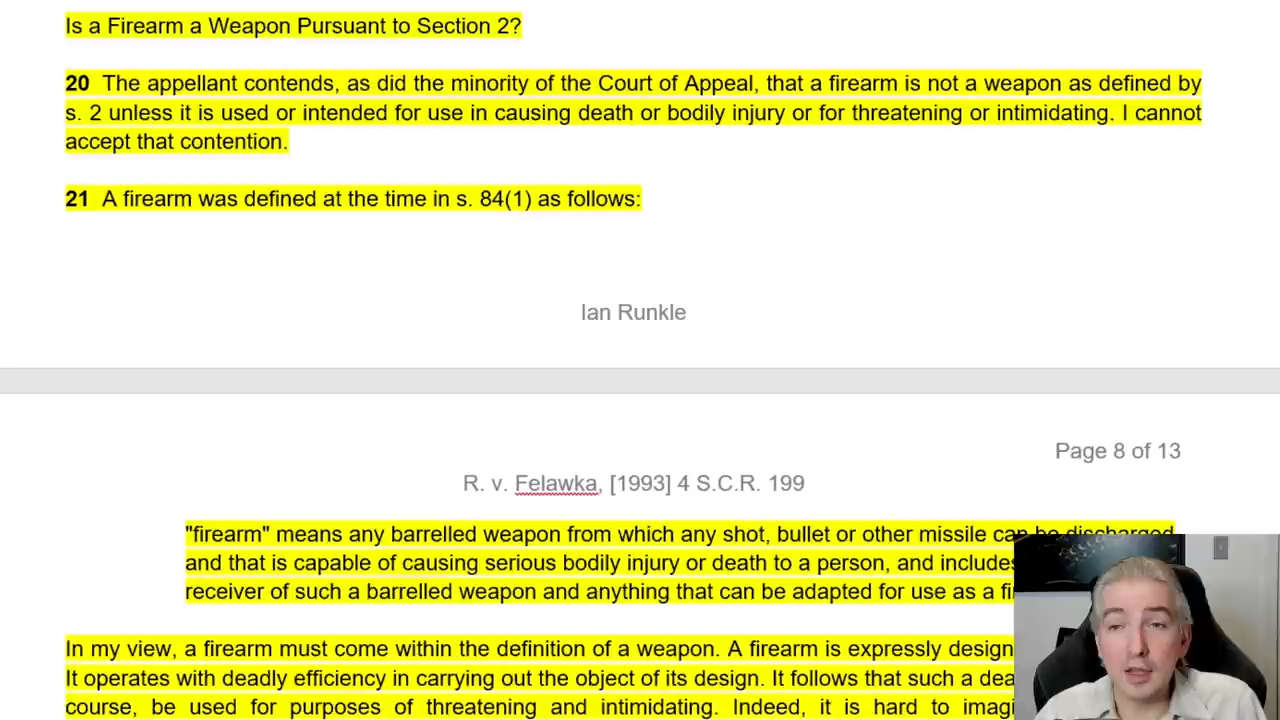 Is a Firearm a Weapon Pursuant to Section 2?
20 The appellant contends, as did the minority of the Court of Appeal, that a firearm is not a weapon as defined by
s. 2 unless it is used or intended for use in causing death or bodily injury or for threatening or intimidating. I cannot
accept that contention.
21 A firearm was defined at the time in s. 84(1) as follows:
Ian Runkle
Page 8 of 13
R. v. Felawka, [1993] 4 S.C.R. 199
"firearm" means any barrelled weapon from which any shot, bullet or other missile can be discharged
and that is capable of causing serious bodily injury or death to a person, and includes
receiver of such a barrelled weapon and anything that can be adapted for use as a
In my view, a firearm must come within the definition of a weapon. A firearm is expressly
It operates with deadly efficiency in carrying out the object of its design. It follows that such a
course, be used for purposes of threatening and intimidating. Indeed, it is hard to